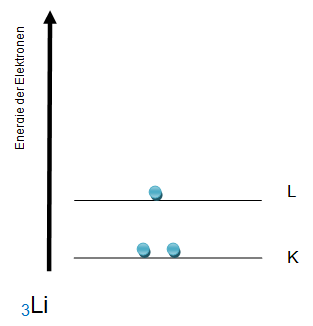 Energie der Elektronen
L
K
3Li